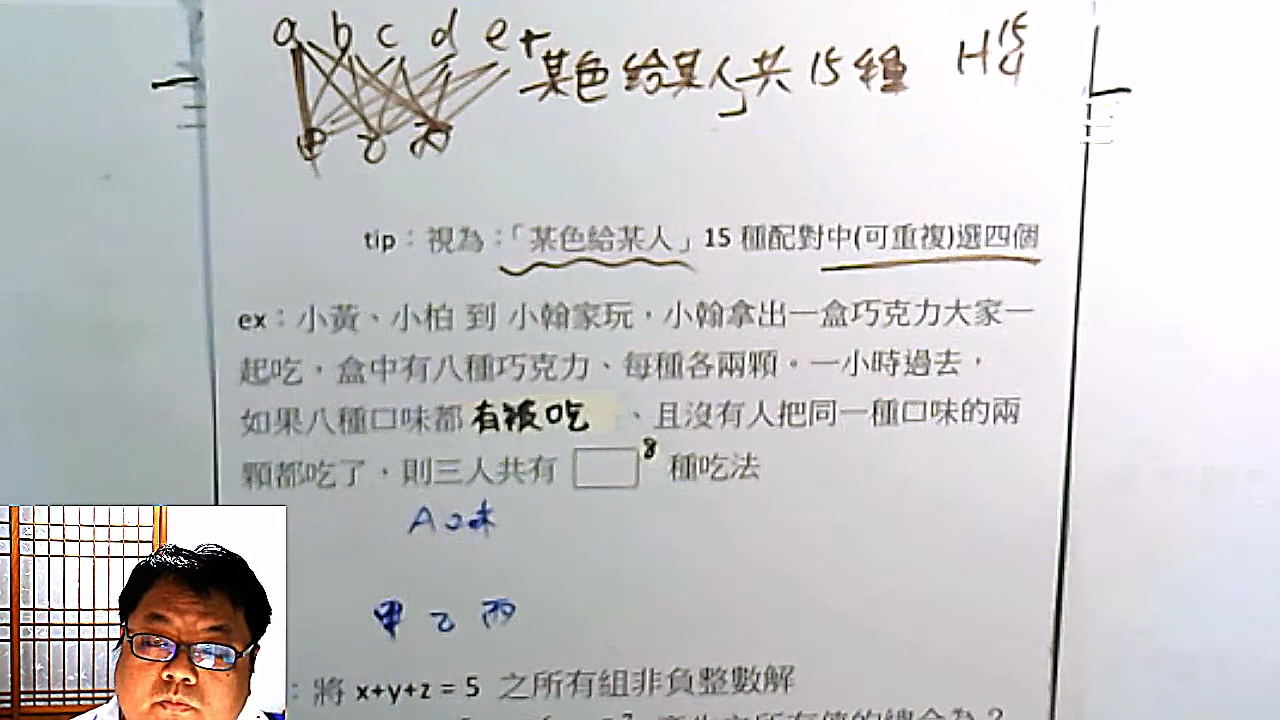 a b c d e
甲 乙 丙
某色給某人共15種 H 15 4
tip：視為：「某色給某人」15 種配對中(可重複)選四個
ex：小黃、小柏 到 小翰家玩，小翰拿出一盒巧克力大家一
起吃，盒中有八種巧克力、每種各兩顆。一小時過去，
如果八種口味都 有被吃 、且沒有人把同一種口味的兩
顆都吃了，則三人共有 8 種吃法
A口味
甲 乙 丙
：將 x+y+z = 5 之所有組非負整數解